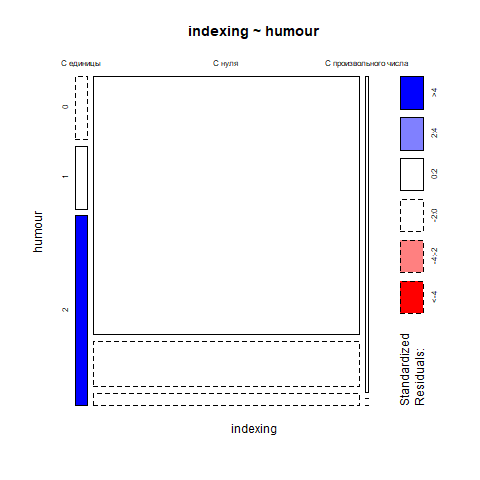 indexing ~ humour
С единицы
С нуля
С произвольного числа
0
1
2
humour
indexing
>4
2:4
0:2
-2:0
-4:-2
<-4
Standardized
Residuals: